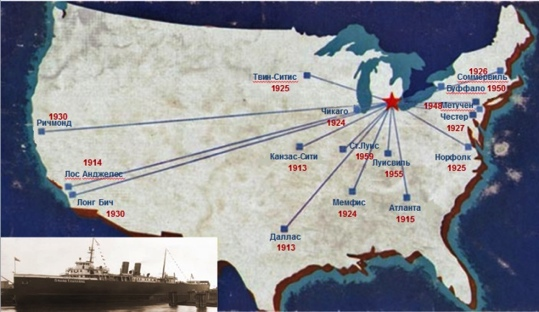 1926
Соммервиль
Твин-Ситис
1925
Буффало 1950
1948
Метучен
Честер
1927
Чикаго
1924
1930
Ричмонд
Ст.Луис
1959
Канзас-Сити
1913
Луисвиль
1955
Норфолк
1925
1914
Лос Анджелес
Лонг Бич
1930
Мемфис
1924
Атланта
1915
Даллас
1913